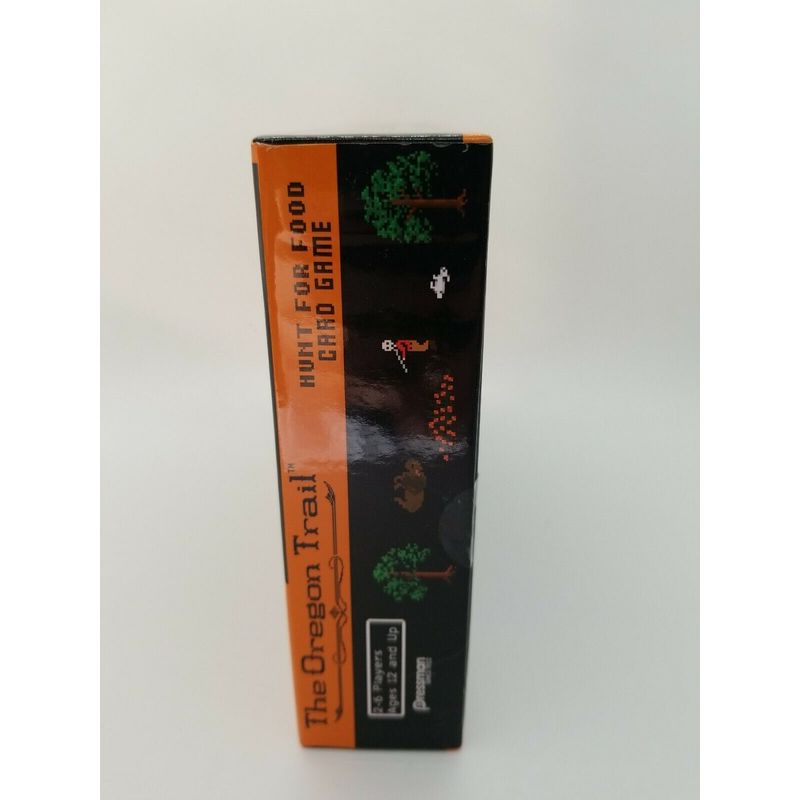 The Oregon Trail™
HUNT FOR FOOD
CARD GAME
2-6 Players
Ages 12 and Up
Pressman